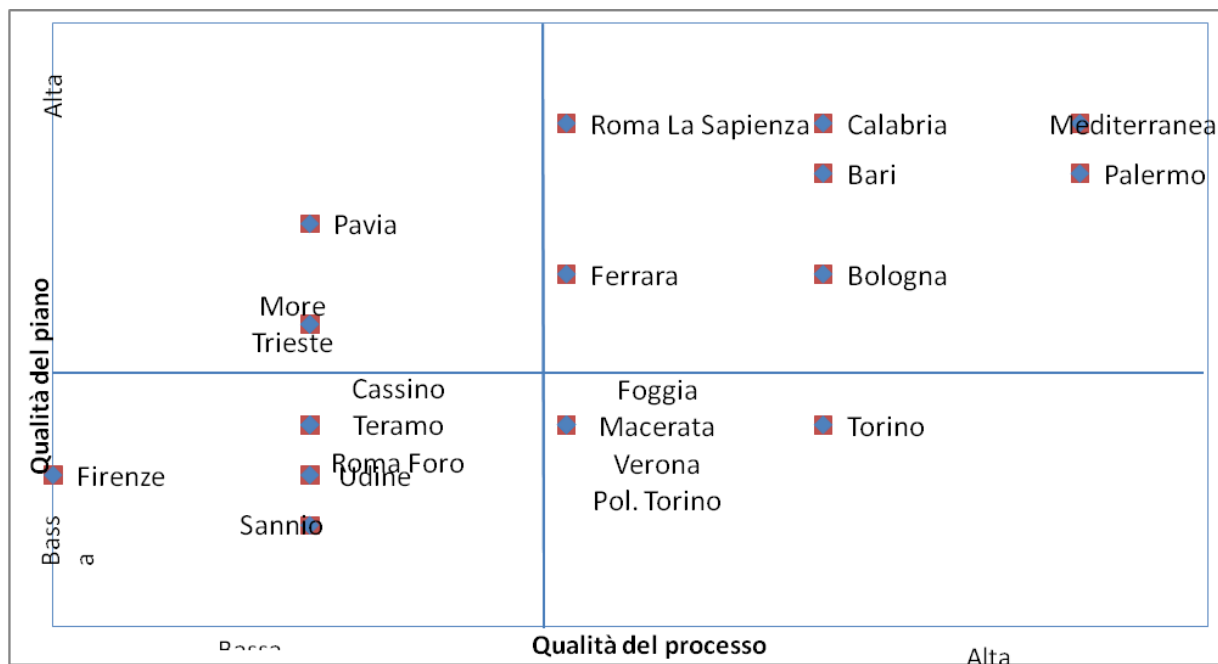 Alta
Roma La Sapienza
Calabria
Mediterranea
Bari
Palermo
Pavia
Ferrara
Bologna
More
Trieste
Qualità del piano
Cassino
Teramo
Roma Foro
Foggia
Macerata
Verona
Pol. Torino
Torino
Firenze
Udine
Sannio
Bass
a
Bassa
Qualità del processo
Alta